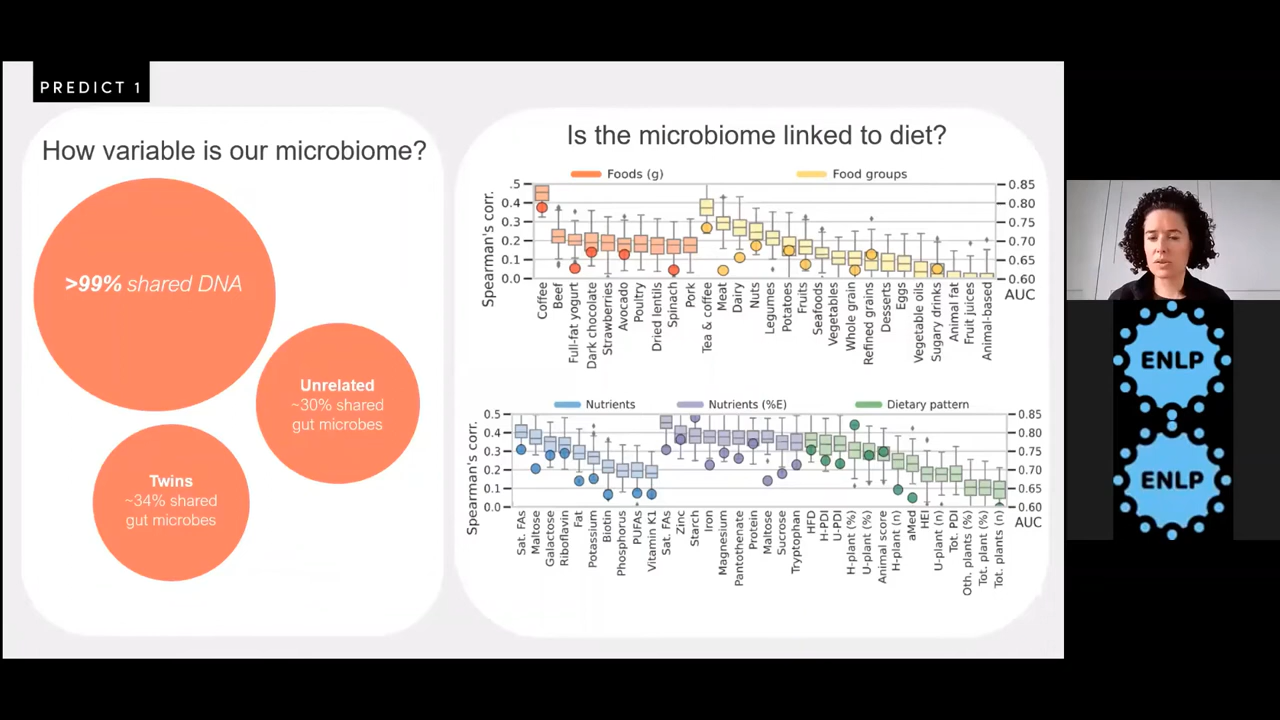 PREDICT 1
How variable is our microbiome?
>99% shared DNA
Unrelated
~30% shared
gut microbes
Twins
~34% shared
gut microbes
Is the microbiome linked to diet?
Foods (g)
Food groups
Spearman's corr.
.5
0.4
0.3
0.2
0.1
0.0
0.85
0.80
0.75
0.70
0.65
0.60
AUC
Coffee
Beef
Full-fat yogurt
Dark chocolate
Strawberries
Avocado
Poultry
Dried lentils
Spinach
Pork
Tea & coffee
Meat
Dairy
Nuts
Legumes
Potatoes
Fruits
Seafoods
Vegetables
Whole grain
Refined grains
Desserts
Eggs
Vegetable oils
Sugary drinks
Animal fat
Fruit juices
Animal-based
Nutrients
Nutrients (%E)
Dietary pattern
Spearman's corr.
0.5
0.4
0.3
0.2
0.1
0.0
0.85
0.80
0.75
0.70
0.65
0.60
AUC
Sat. FAs
Maltose
Galactose
Riboflavin
Fat
Potassium
Biotin
Phosphorus
PUFAs
Vitamin K1
Sat. FAs
Zinc
Starch
Iron
Magnesium
Pantothenate
Protein
Maltose
Sucrose
Tryptophan
HFD
H-PDI
U-PDI
H-plant (%)
U-plant (%)
Animal score
H-plant (n)
aMed
HEI
U-plant (n)
Tot. PDI
Oth. plants (%)
Tot. plant (%)
Tot. plants (n)
ENLP
ENLP